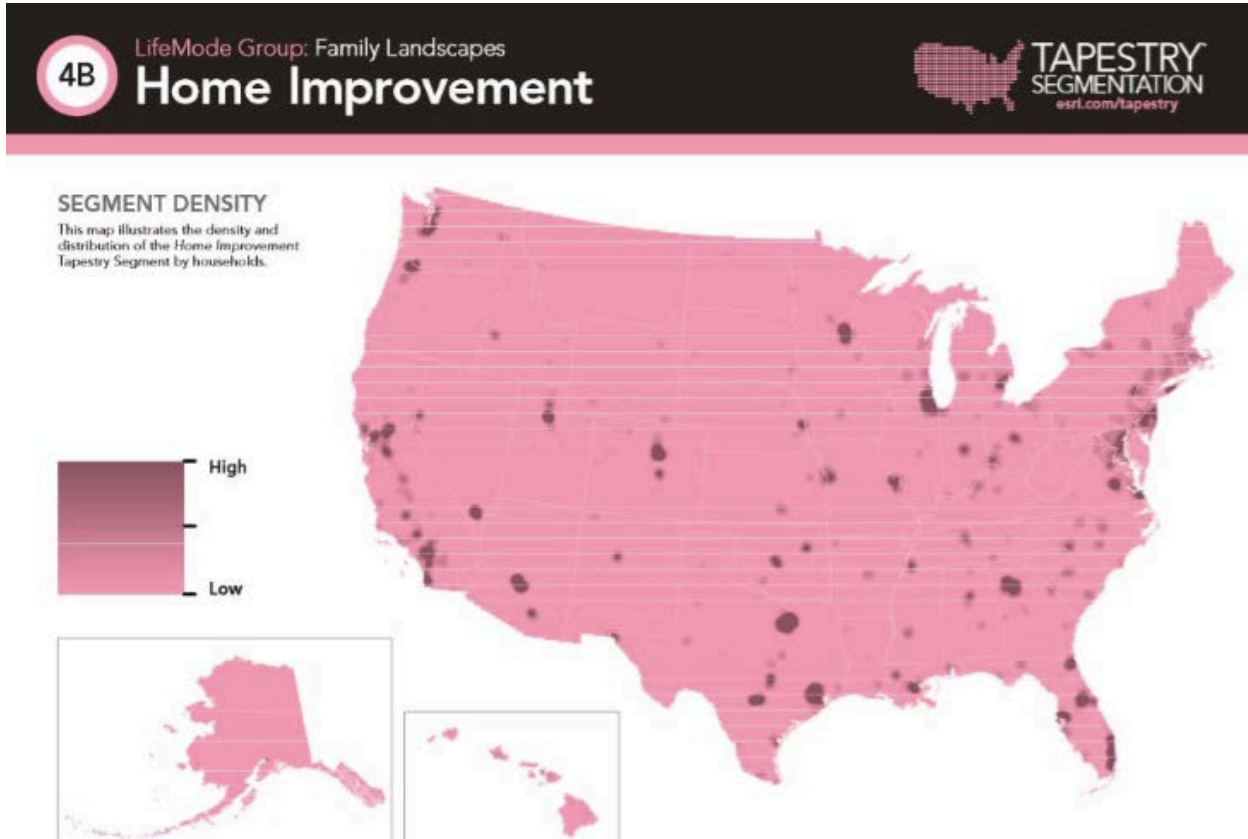 4B
LifeMode Group: Family Landscapes
Home Improvement
TAPESTRY™
SEGMENTATION
esri.com/tapestry
SEGMENT DENSITY
This map illustrates the density and
distribution of the Home Improvement
Tapestry Segment by households.
High
Low